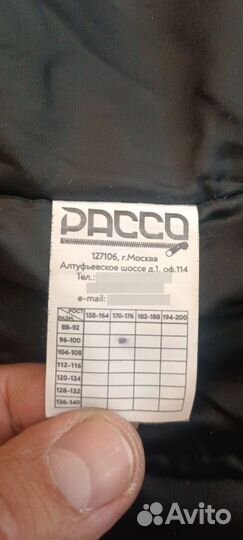 РАССО
127106, г.Москва
Алтуфьевское шоссе д.1. оф.114
Тел.:
e-mail:
РОСТ РАЗМ. 158-164 170-176 182-188 194-200
88-92
96-100
104-108
112-116
120-124
128-132
136-140
Avito